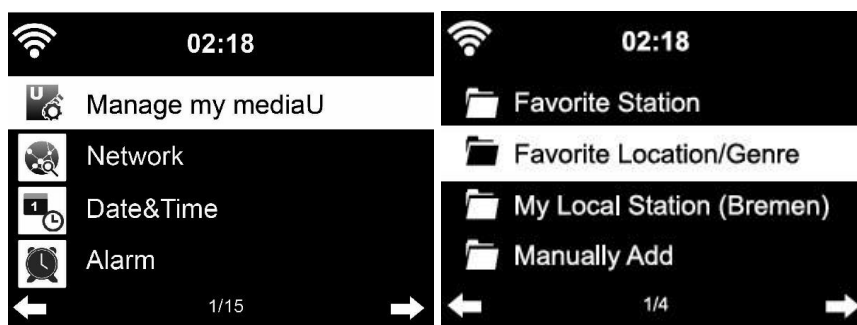 02:18
U
Manage my mediaU
Network
1
Date&Time
Alarm
1/15
02:18
Favorite Station
Favorite Location/Genre
My Local Station (Bremen)
Manually Add
1/4